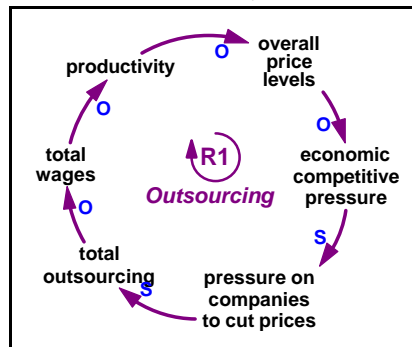 productivity
O
overall
price
levels
O
economic
competitive
pressure
S
pressure on
companies
to cut prices
S
total
outsourcing
O
total
wages
O
R1
Outsourcing